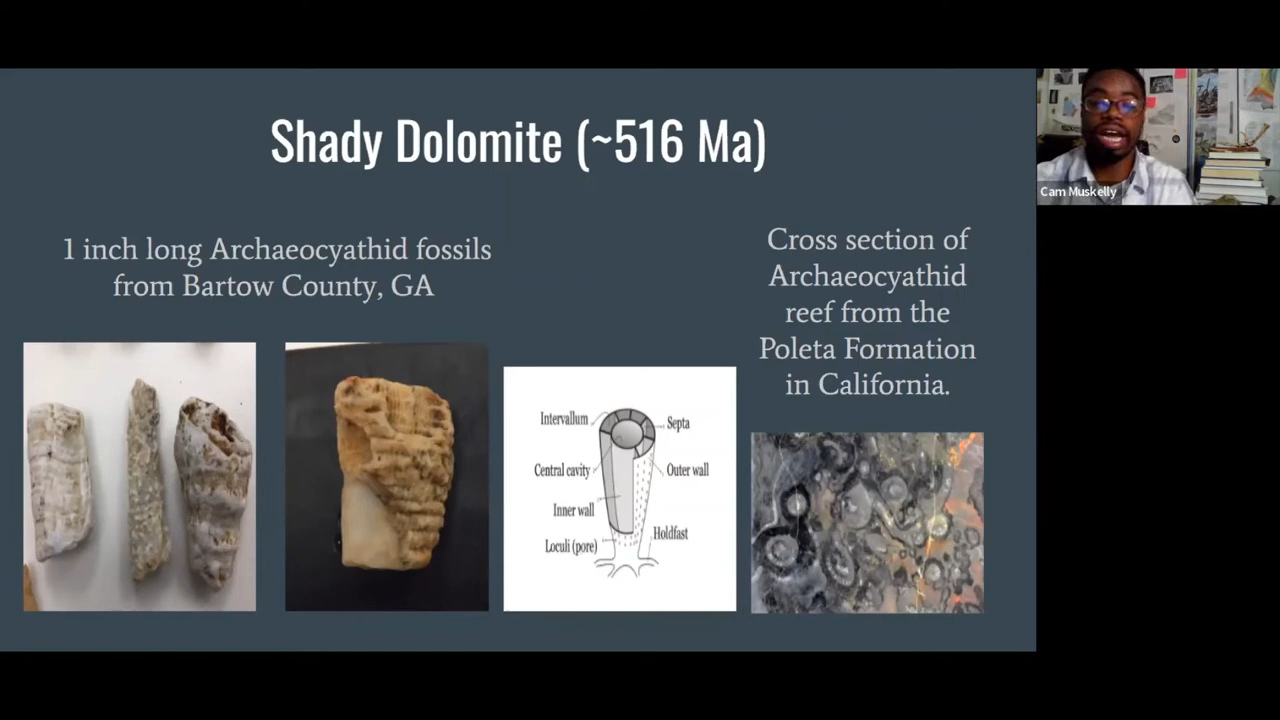 Shady Dolomite (~516 Ma)
Cam Muskelly
1 inch long Archaeocyathid fossils
from Bartow County, GA
Cross section of
Archaeocyathid
reef from the
Poleta Formation
in California.
Intervallum
Septa
Central cavity
Outer wall
Inner wall
Holdfast
Loculi (pore)